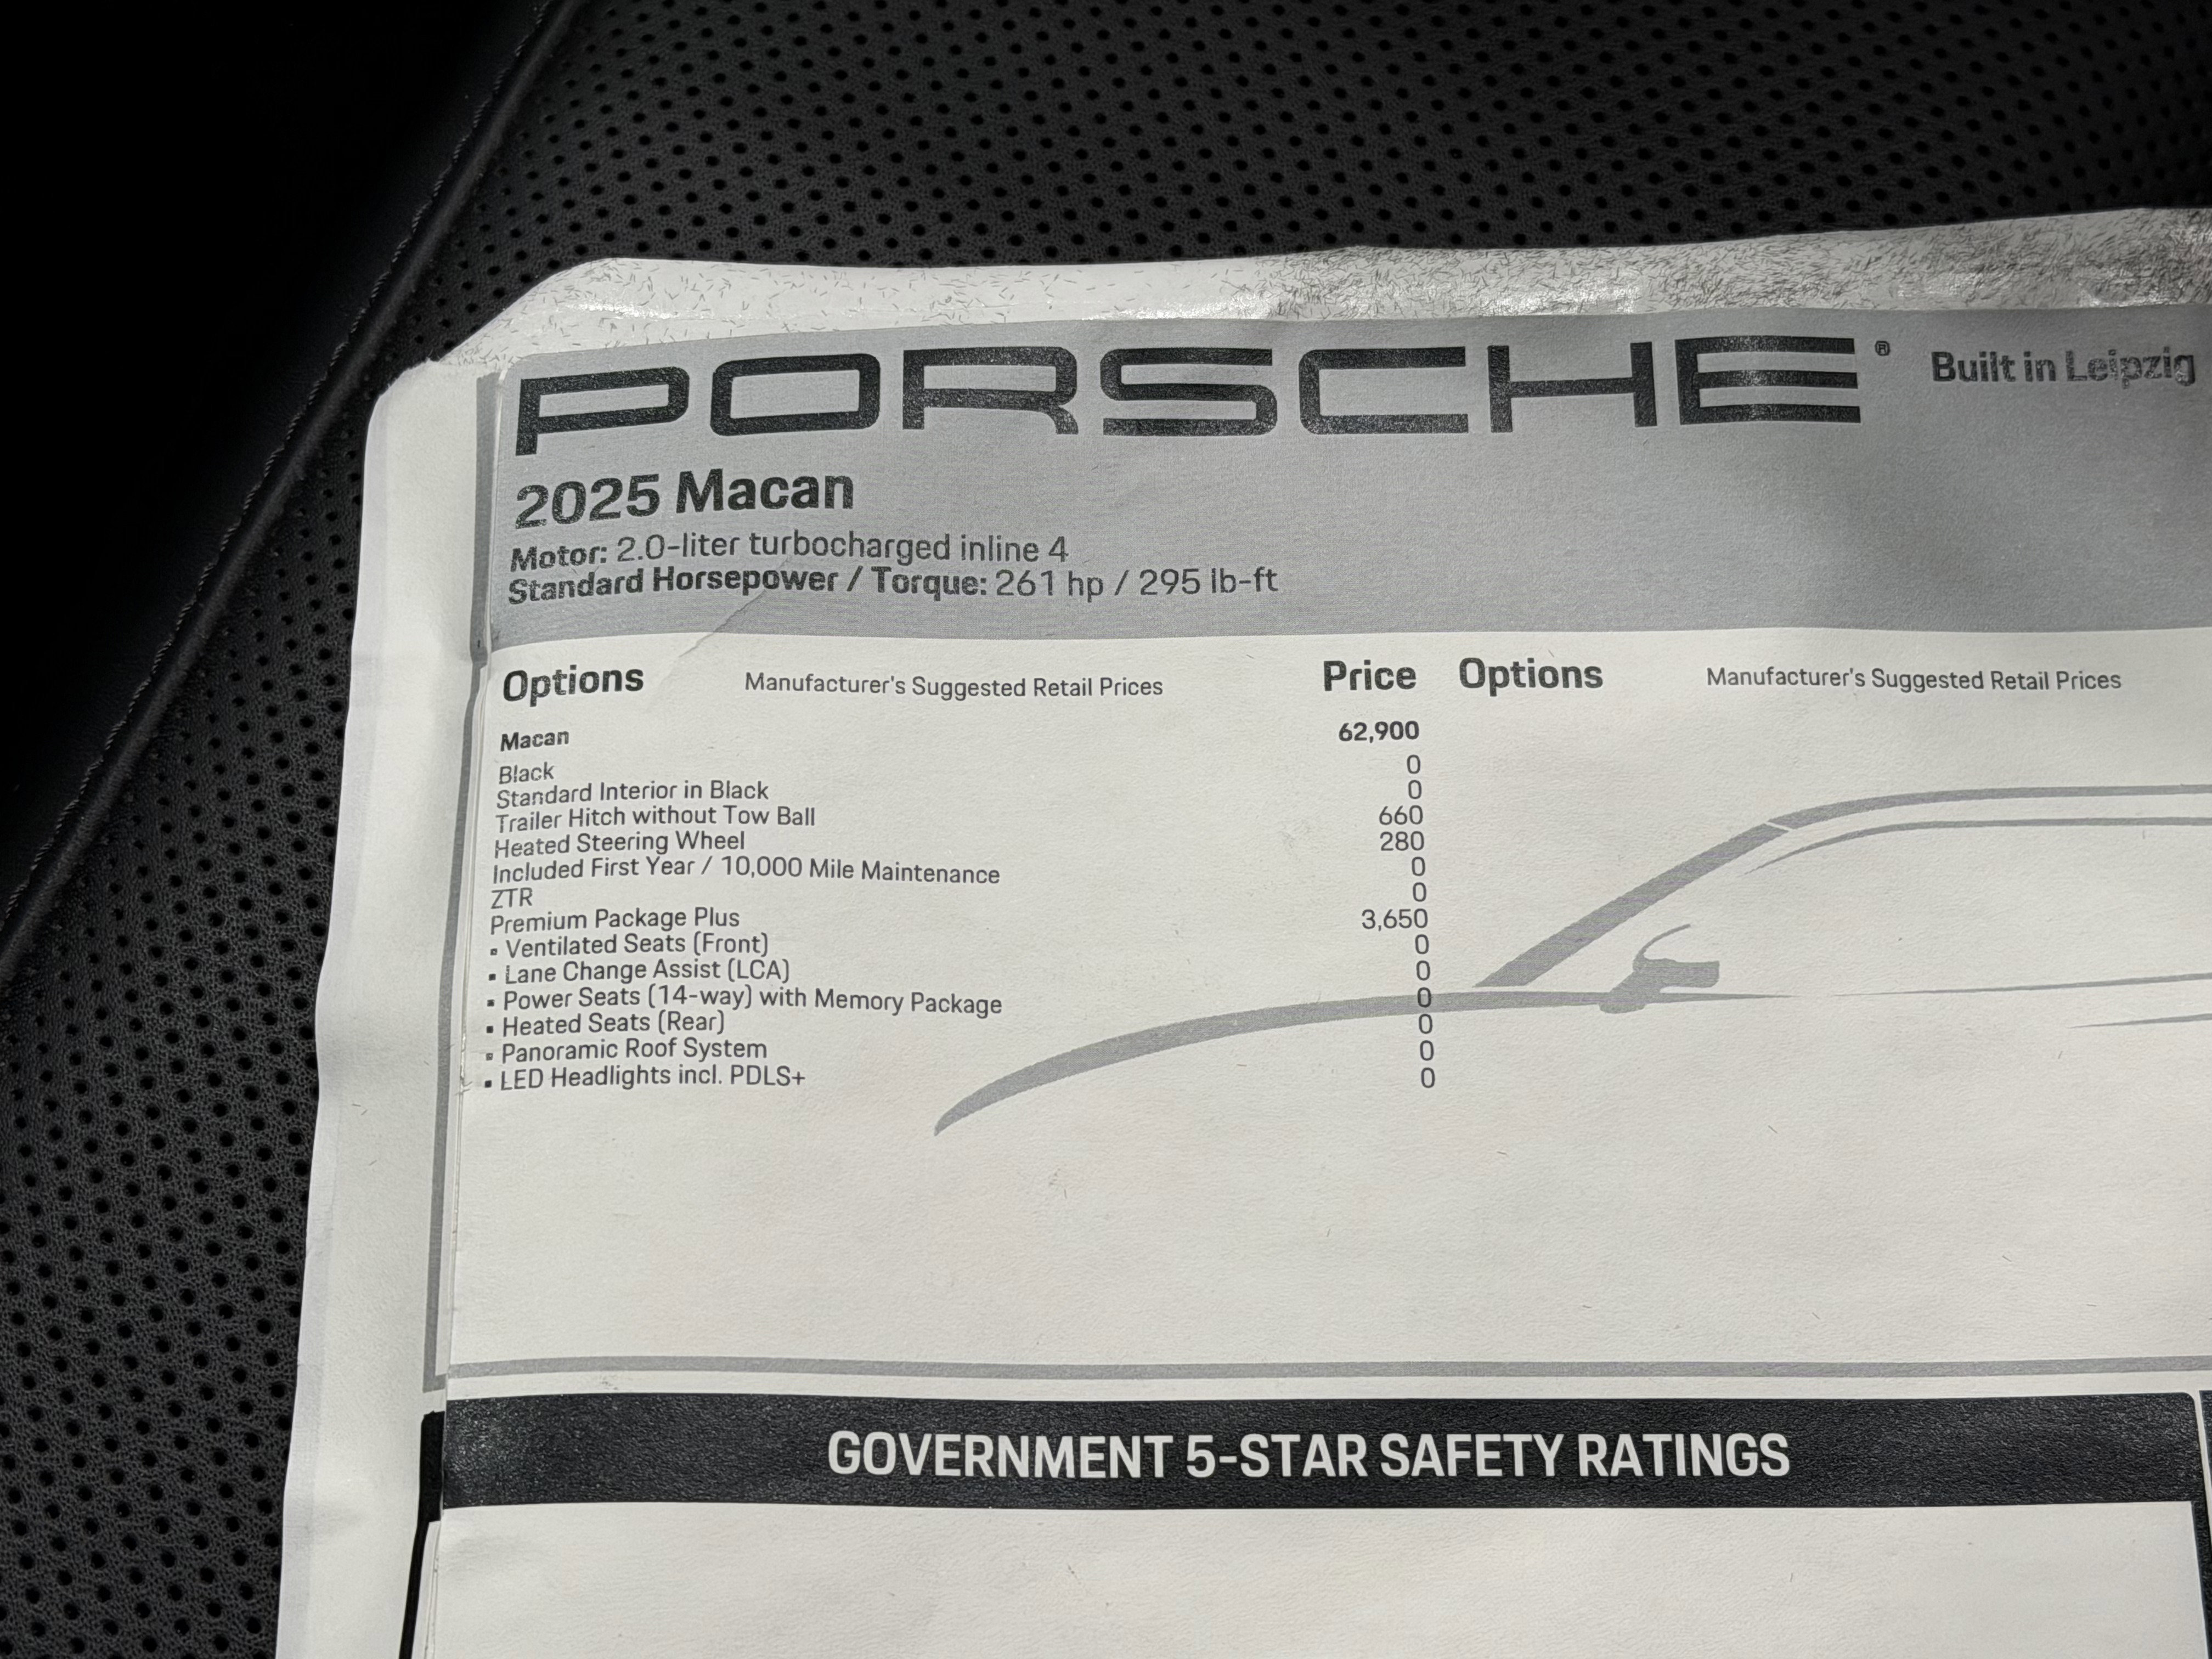 PORSCHE® Built in Leipzig
2025 Macan
Motor: 2.0-liter turbocharged inline 4
Standard Horsepower / Torque: 261 hp / 295 lb-ft
Options Manufacturer's Suggested Retail Prices Price Options Manufacturer's Suggested Retail Prices
Macan 62,900
Black 0
Standard Interior in Black 0
Trailer Hitch without Tow Ball 660
Heated Steering Wheel 280
Included First Year / 10,000 Mile Maintenance 0
ZTR 0
Premium Package Plus 3,650
▪ Ventilated Seats (Front) 0
▪ Lane Change Assist (LCA) 0
▪ Power Seats (14-way) with Memory Package 0
▪ Heated Seats (Rear) 0
▪ Panoramic Roof System 0
▪ LED Headlights incl. PDLS+ 0
GOVERNMENT 5-STAR SAFETY RATINGS